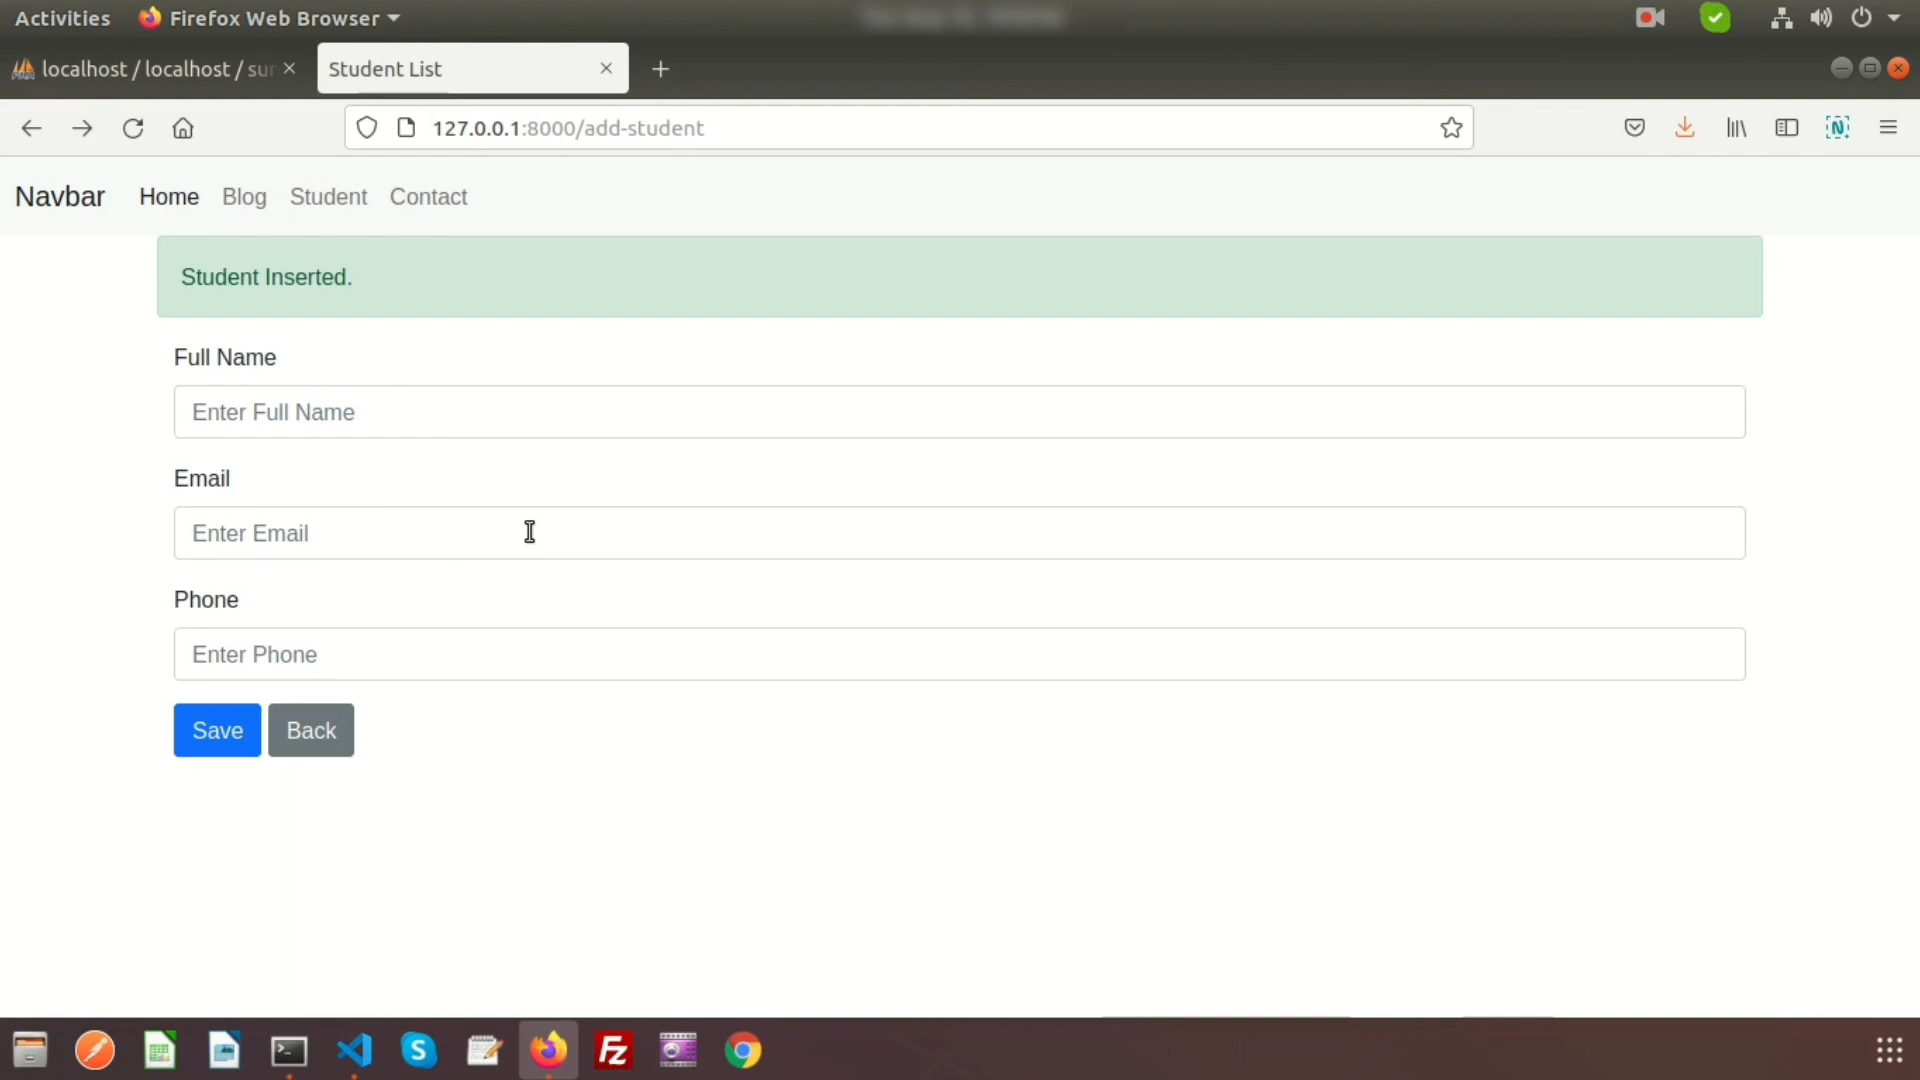 Activities Firefox Web Browser
localhost / localhost / sur Student List
127.0.0.1:8000/add-student
Navbar Home Blog Student Contact
Student Inserted.
Full Name
Enter Full Name
Email
Enter Email
Phone
Enter Phone
Save Back